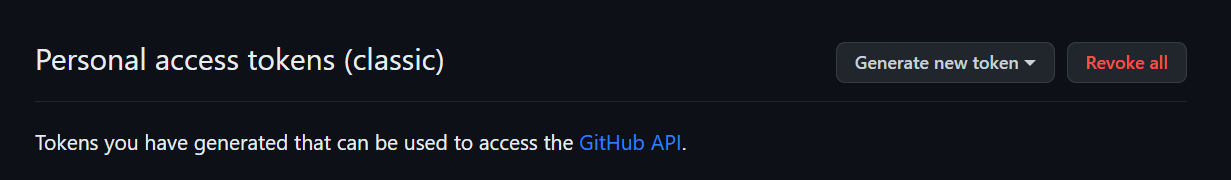 Personal access tokens (classic)
Generate new token
Revoke all
Tokens you have generated that can be used to access the GitHub API.